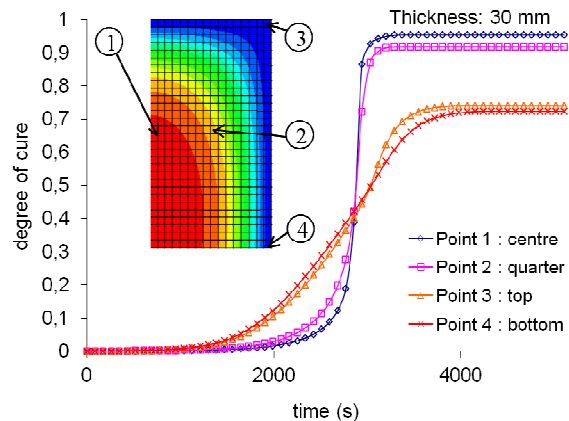 Thickness: 30 mm
1
0,9
0,8
0,7
0,6
0,5
0,4
0,3
0,2
0,1
0
degree of cure
1
2
3
4
Point 1 : centre
Point 2 : quarter
Point 3 : top
Point 4 : bottom
0
2000
4000
time (s)